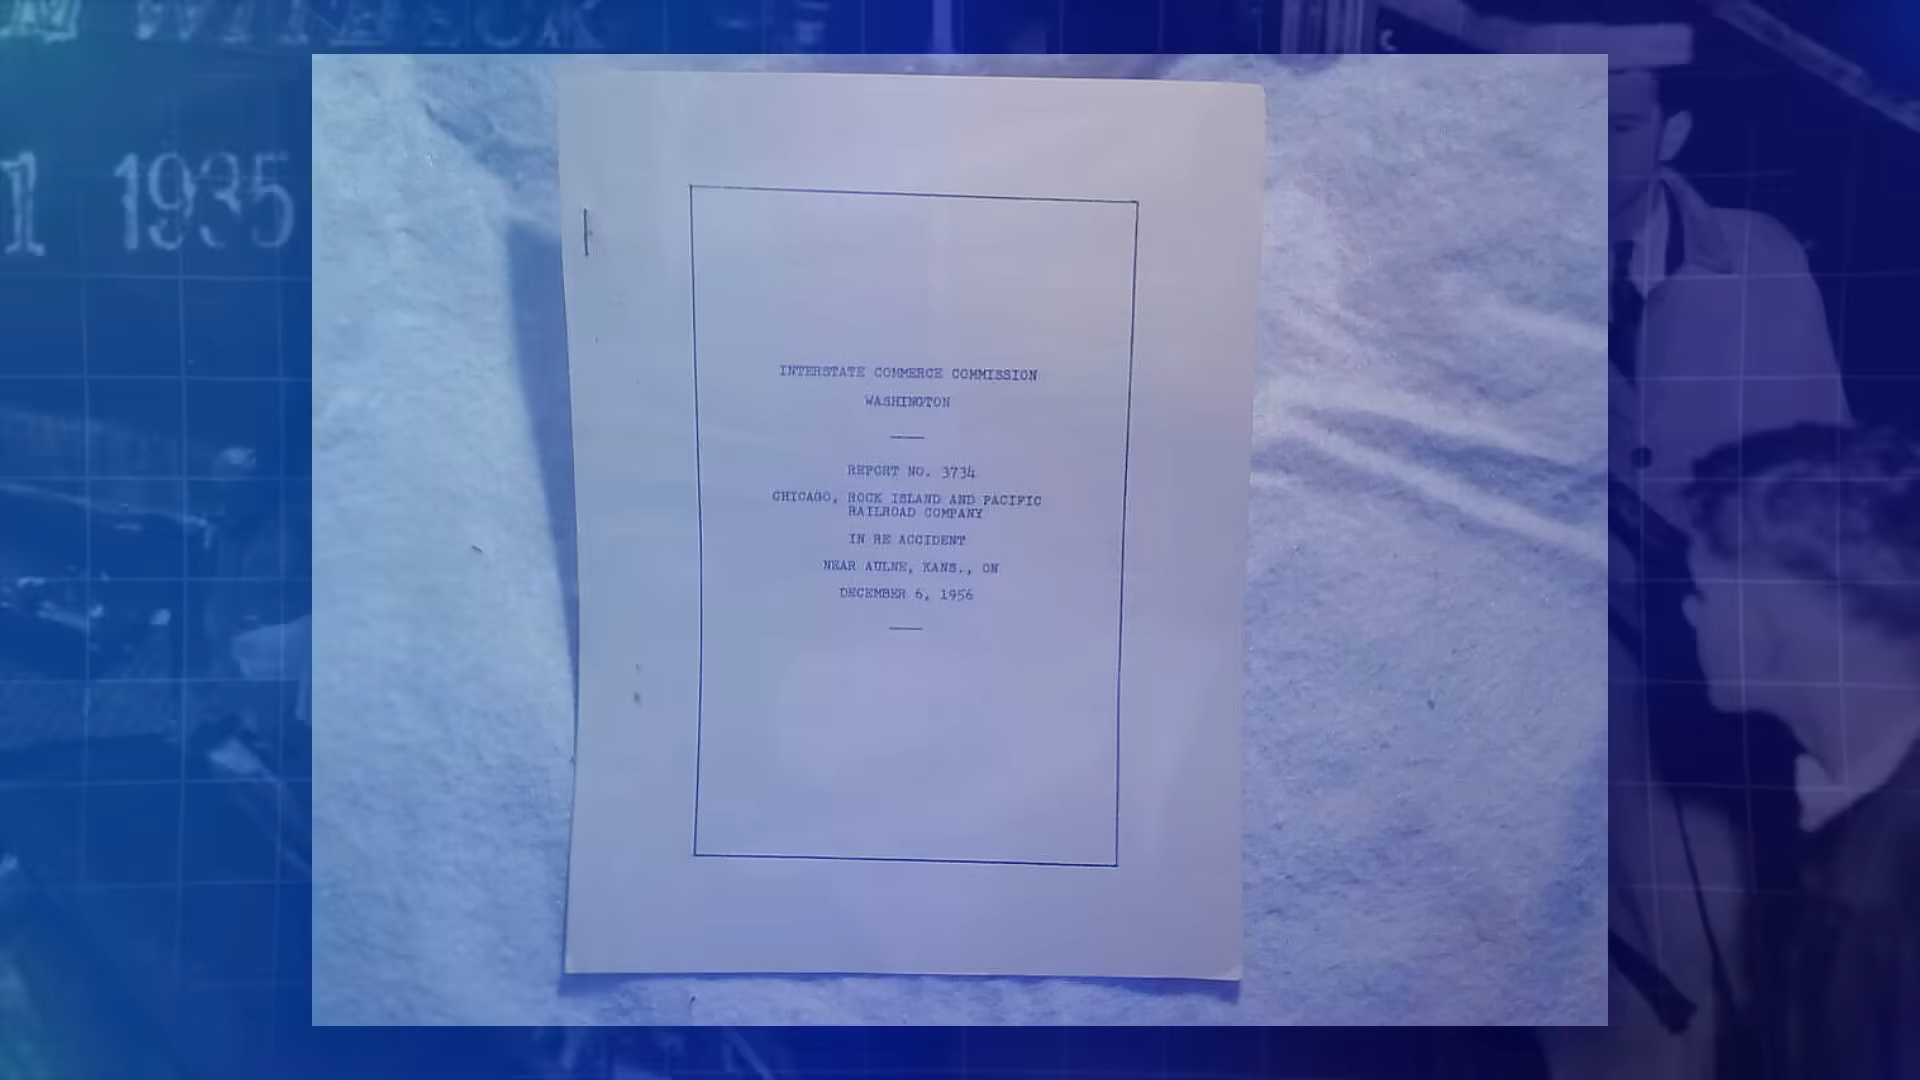 1 1935
INTERSTATE COMMERCE COMMISSION
WASHINGTON
REPORT NO. 3734
CHICAGO, ROCK ISLAND AND PACIFIC
RAILROAD COMPANY
IN RE ACCIDENT
NEAR AULNE, KANS., ON
DECEMBER 6, 1956